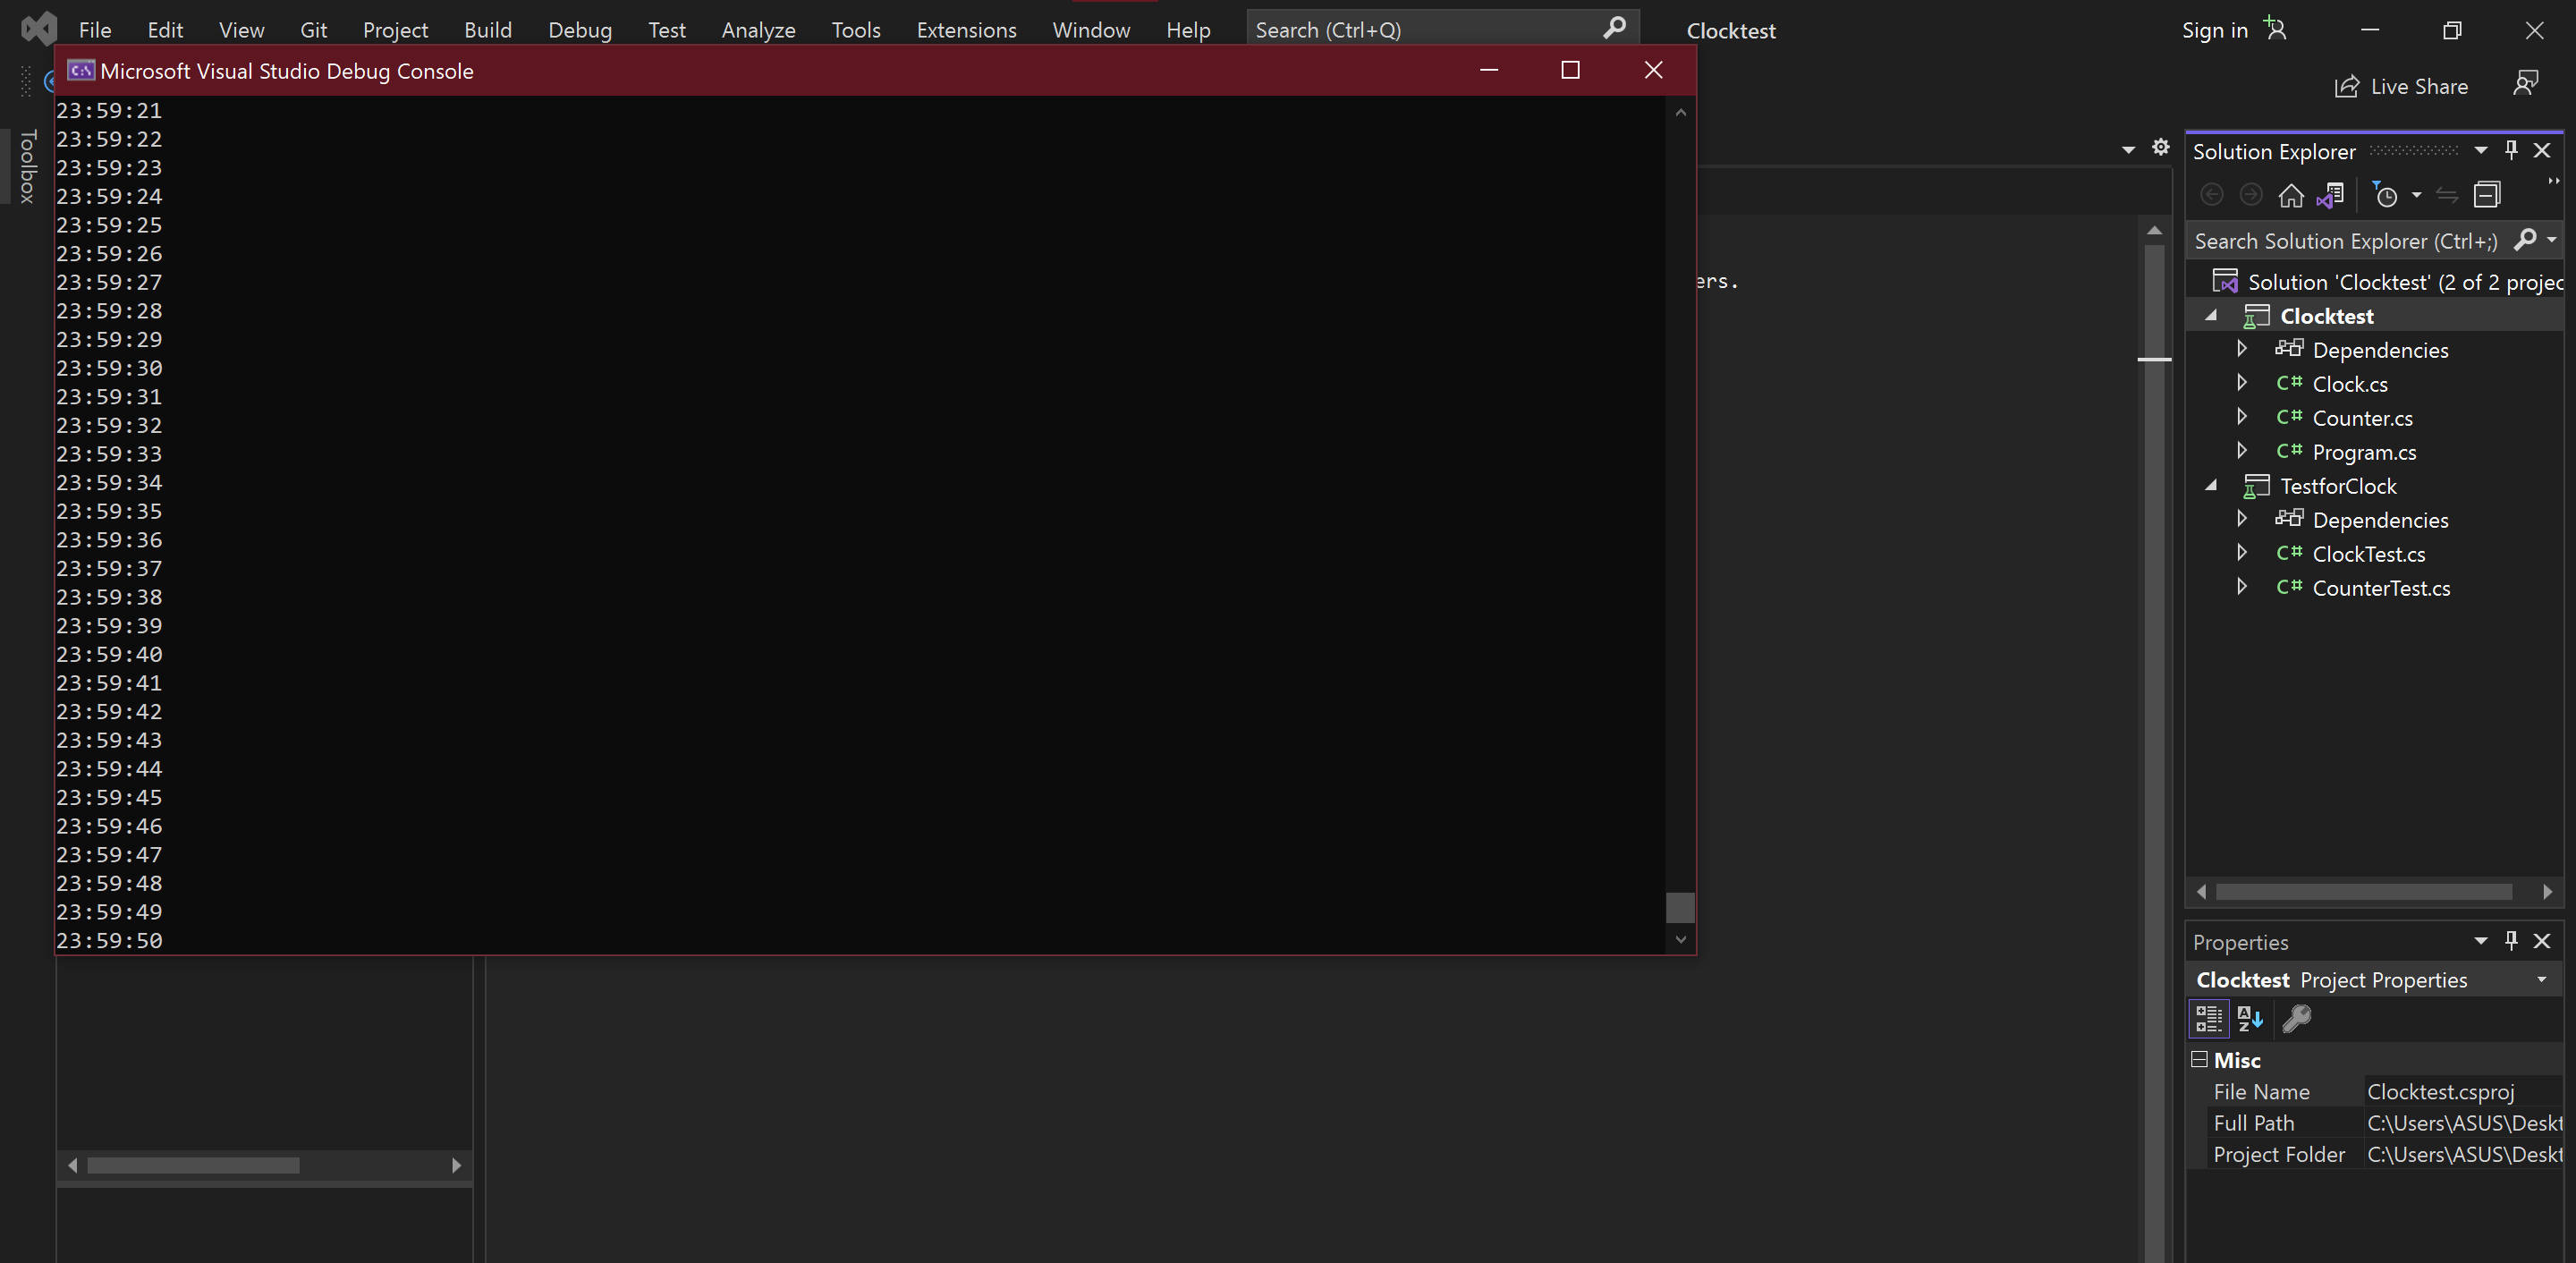 File Edit View Git Project Build Debug Test Analyze Tools Extensions Window Help Search (Ctrl+Q) Clocktest Sign in
Microsoft Visual Studio Debug Console
Live Share
Toolbox
23:59:21
23:59:22
23:59:23
23:59:24
23:59:25
23:59:26
23:59:27
23:59:28
23:59:29
23:59:30
23:59:31
23:59:32
23:59:33
23:59:34
23:59:35
23:59:36
23:59:37
23:59:38
23:59:39
23:59:40
23:59:41
23:59:42
23:59:43
23:59:44
23:59:45
23:59:46
23:59:47
23:59:48
23:59:49
23:59:50
ers.
Solution Explorer
Search Solution Explorer (Ctrl+;)
Solution 'Clocktest' (2 of 2 projec
Clocktest
Dependencies
C# Clock.cs
C# Counter.cs
C# Program.cs
TestforClock
Dependencies
C# ClockTest.cs
C# CounterTest.cs
Properties
Clocktest Project Properties
Misc
File Name Clocktest.csproj
Full Path C:\Users\ASUS\Deskt
Project Folder C:\Users\ASUS\Deskt